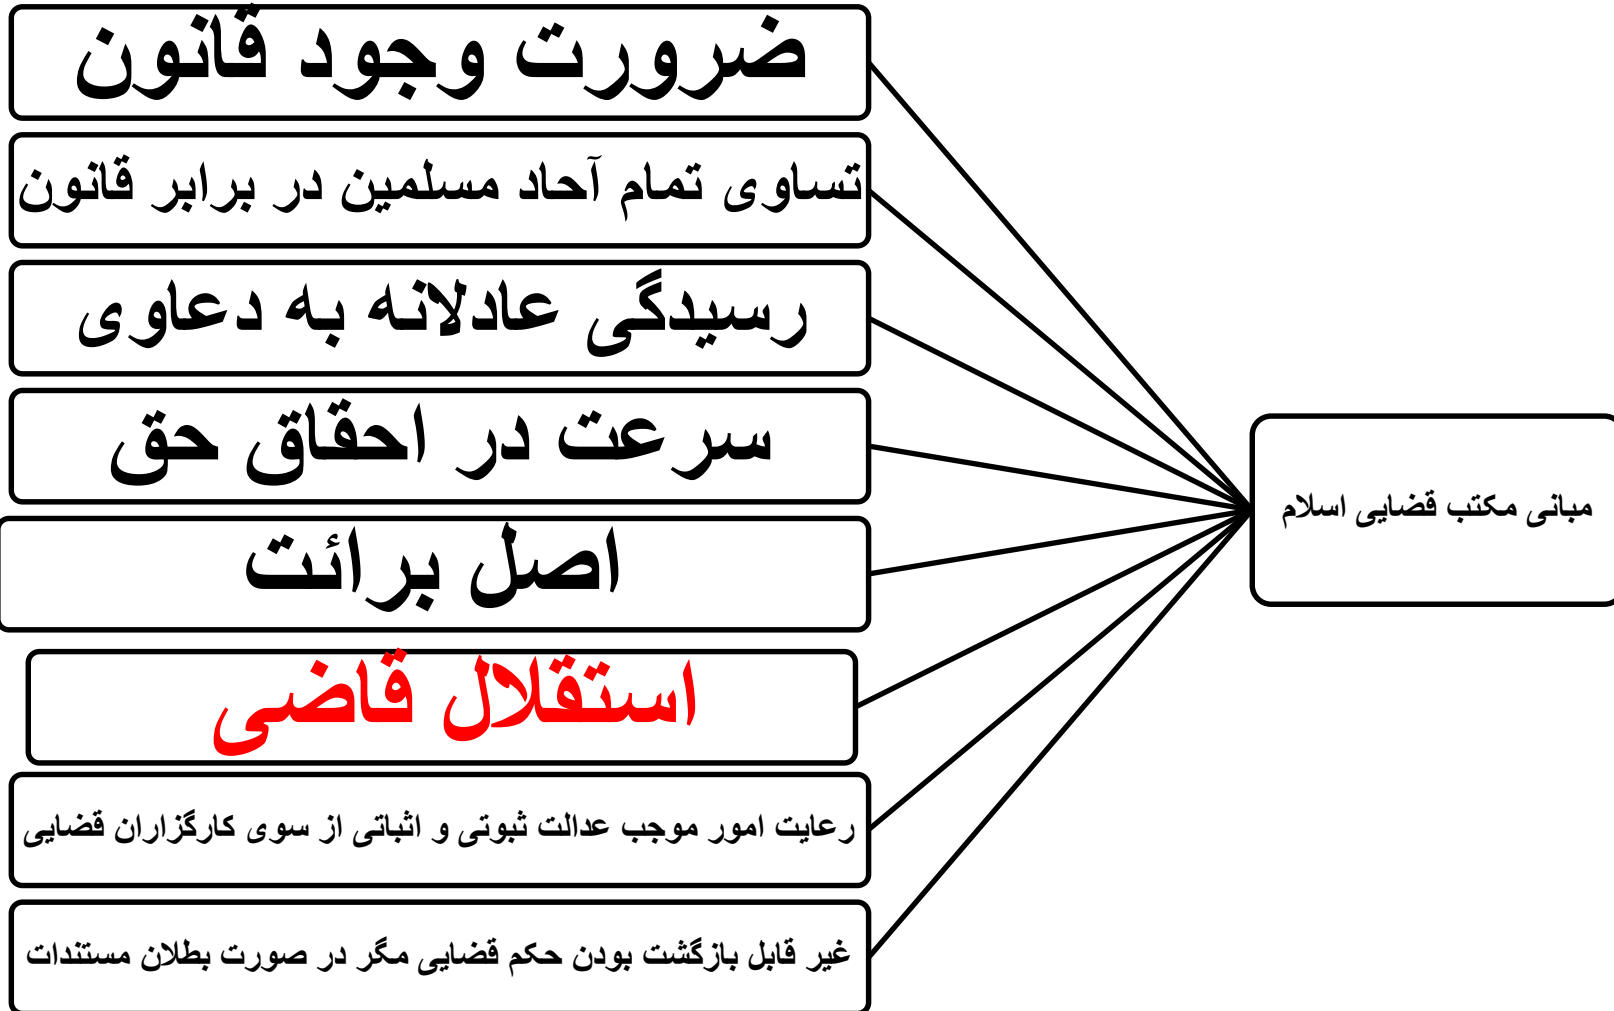 مبانی مکتب قضایی اسلام
ضرورت وجود قانون
تساوی تمام آحاد مسلمین در برابر قانون
رسیدگی عادلانه به دعاوی
سرعت در احقاق حق
اصل برائت
استقلال قاضی
رعایت امور موجب عدالت ثبوتی و اثباتی از سوی کارگزاران قضایی
غیر قابل بازگشت بودن حکم قضایی مگر در صورت بطلان مستندات